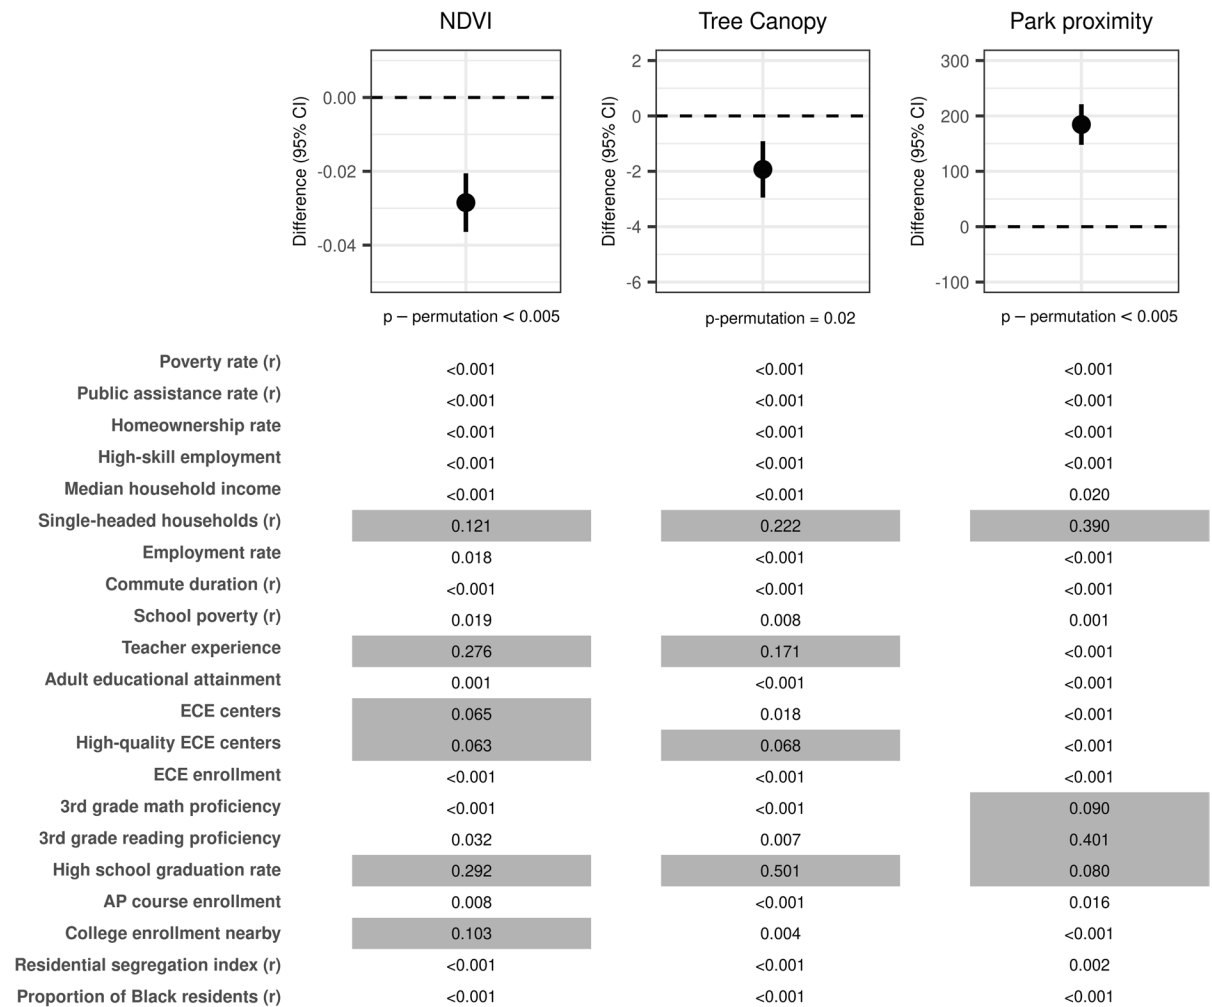 NDVI Tree Canopy Park proximity
Difference (95% CI) 0.00 -0.02 -0.04
Difference (95% CI) 2 0 -2 -4 -6
Difference (95% CI) 300 200 100 0 -100
p − permutation < 0.005 p-permutation = 0.02 p − permutation < 0.005
Poverty rate (r) <0.001 <0.001 <0.001
Public assistance rate (r) <0.001 <0.001 <0.001
Homeownership rate <0.001 <0.001 <0.001
High-skill employment <0.001 <0.001 <0.001
Median household income <0.001 <0.001 0.020
Single-headed households (r) 0.121 0.222 0.390
Employment rate 0.018 <0.001 <0.001
Commute duration (r) <0.001 <0.001 <0.001
School poverty (r) 0.019 0.008 0.001
Teacher experience 0.276 0.171 <0.001
Adult educational attainment 0.001 <0.001 <0.001
ECE centers 0.065 0.018 <0.001
High-quality ECE centers 0.063 0.068 <0.001
ECE enrollment <0.001 <0.001 <0.001
3rd grade math proficiency <0.001 <0.001 0.090
3rd grade reading proficiency 0.032 0.007 0.401
High school graduation rate 0.292 0.501 0.080
AP course enrollment 0.008 <0.001 0.016
College enrollment nearby 0.103 0.004 <0.001
Residential segregation index (r) <0.001 <0.001 0.002
Proportion of Black residents (r) <0.001 <0.001 <0.001